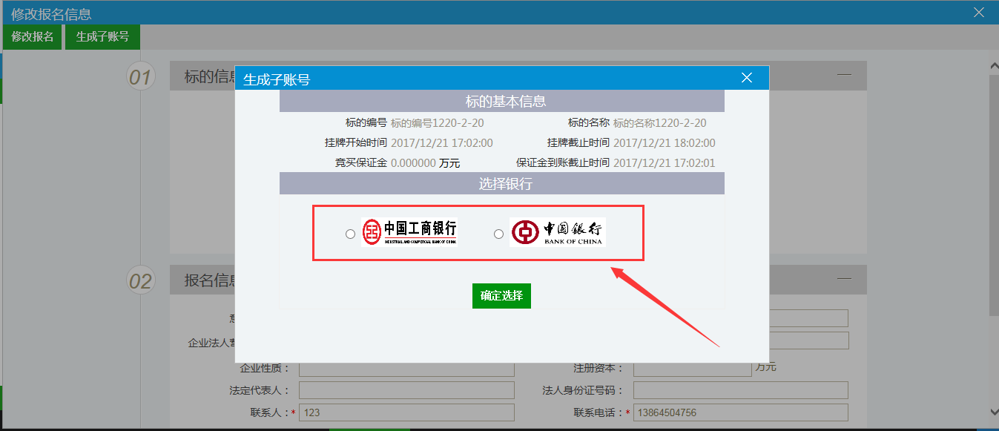 修改报名信息
修改报名 生成子账号
01 标的信息
生成子账号
标的基本信息
标的编号 标的编号1220-2-20 标的名称 标的名称1220-2-20
挂牌开始时间 2017/12/21 17:02:00 挂牌截止时间 2017/12/21 18:02:00
竞买保证金 0.000000 万元 保证金到账截止时间 2017/12/21 17:02:01
选择银行
中国工商银行 中国银行
INDUSTRIAL AND COMMERCIAL BANK OF CHINA BANK OF CHINA
确定选择
02 报名信息
企业法人营
企业性质： 注册资本： 万元
法定代表人： 法人身份证号码：
联系人：* 123 联系电话：* 13864504756